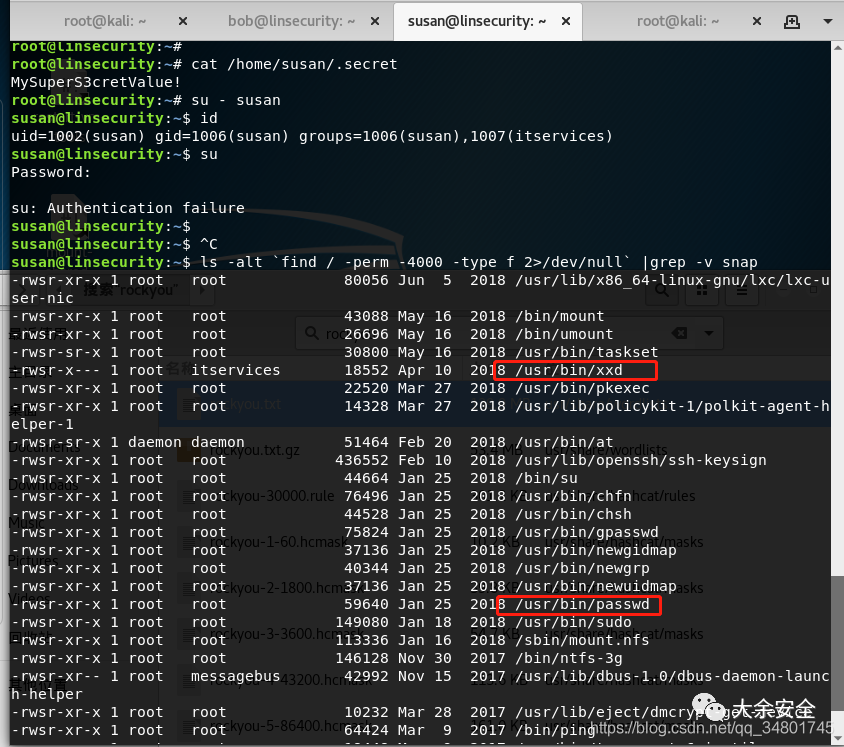 root@kali: ~ × bob@linsecurity: ~ × susan@linsecurity: ~ × root@kali: ~ ×
root@linsecurity:~#
root@linsecurity:~# cat /home/susan/.secret
MySuperS3cretValue!
root@linsecurity:~# su - susan
susan@linsecurity:~$ id
uid=1002(susan) gid=1006(susan) groups=1006(susan),1007(itservices)
susan@linsecurity:~$ su
Password:
su: Authentication failure
susan@linsecurity:~$
susan@linsecurity:~$ ^C
susan@linsecurity:~$ ls -alt `find / -perm -4000 -type f 2>/dev/null` |grep -v snap
-rwsr-xr-x 1 root   root             80056 Jun  5  2018 /usr/lib/x86_64-linux-gnu/lxc/lxc-u
ser-nic
-rwsr-xr-x 1 root   root             43088 May 16  2018 /bin/mount
-rwsr-xr-x 1 root   root             26696 May 16  2018 /bin/umount
-rwsr-sr-x 1 root   root             30800 May 16  2018 /usr/bin/taskset
-rwsr-x--- 1 root   itservices       18552 Apr 10  2018 /usr/bin/xxd
-rwsr-xr-x 1 root   root             22520 Mar 27  2018 /usr/bin/pkexec
-rwsr-xr-x 1 root   root             14328 Mar 27  2018 /usr/lib/policykit-1/polkit-agent-h
elper-1
-rwsr-sr-x 1 daemon daemon           51464 Feb 20  2018 /usr/bin/at
-rwsr-xr-x 1 root   root            436552 Feb 10  2018 /usr/lib/openssh/ssh-keysign
-rwsr-xr-x 1 root   root             44664 Jan 25  2018 /bin/su
-rwsr-xr-x 1 root   root             76496 Jan 25  2018 /usr/bin/chfn
-rwsr-xr-x 1 root   root             44528 Jan 25  2018 /usr/bin/chsh
-rwsr-xr-x 1 root   root             75824 Jan 25  2018 /usr/bin/gpasswd
-rwsr-xr-x 1 root   root             37136 Jan 25  2018 /usr/bin/newgidmap
-rwsr-xr-x 1 root   root             40344 Jan 25  2018 /usr/bin/newgrp
-rwsr-xr-x 1 root   root             37136 Jan 25  2018 /usr/bin/newuidmap
-rwsr-xr-x 1 root   root             59640 Jan 25  2018 /usr/bin/passwd
-rwsr-xr-x 1 root   root            149080 Jan 18  2018 /usr/bin/sudo
-rwsr-xr-x 1 root   root            113336 Jan 16  2018 /sbin/mount.nfs
-rwsr-xr-x 1 root   root            146128 Nov 30  2017 /bin/ntfs-3g
-rwsr-xr-- 1 root   messagebus       42992 Nov 15  2017 /usr/lib/dbus-1.0/dbus-daemon-launc
h-helper
-rwsr-xr-x 1 root   root             10232 Mar 28  2017 /usr/lib/eject/dmcrypt-get-device
-rwsr-xr-x 1 root   root             64424 Mar  9  2017 /bin/ping
大余安全
https://blog.csdn.net/qq_34801745